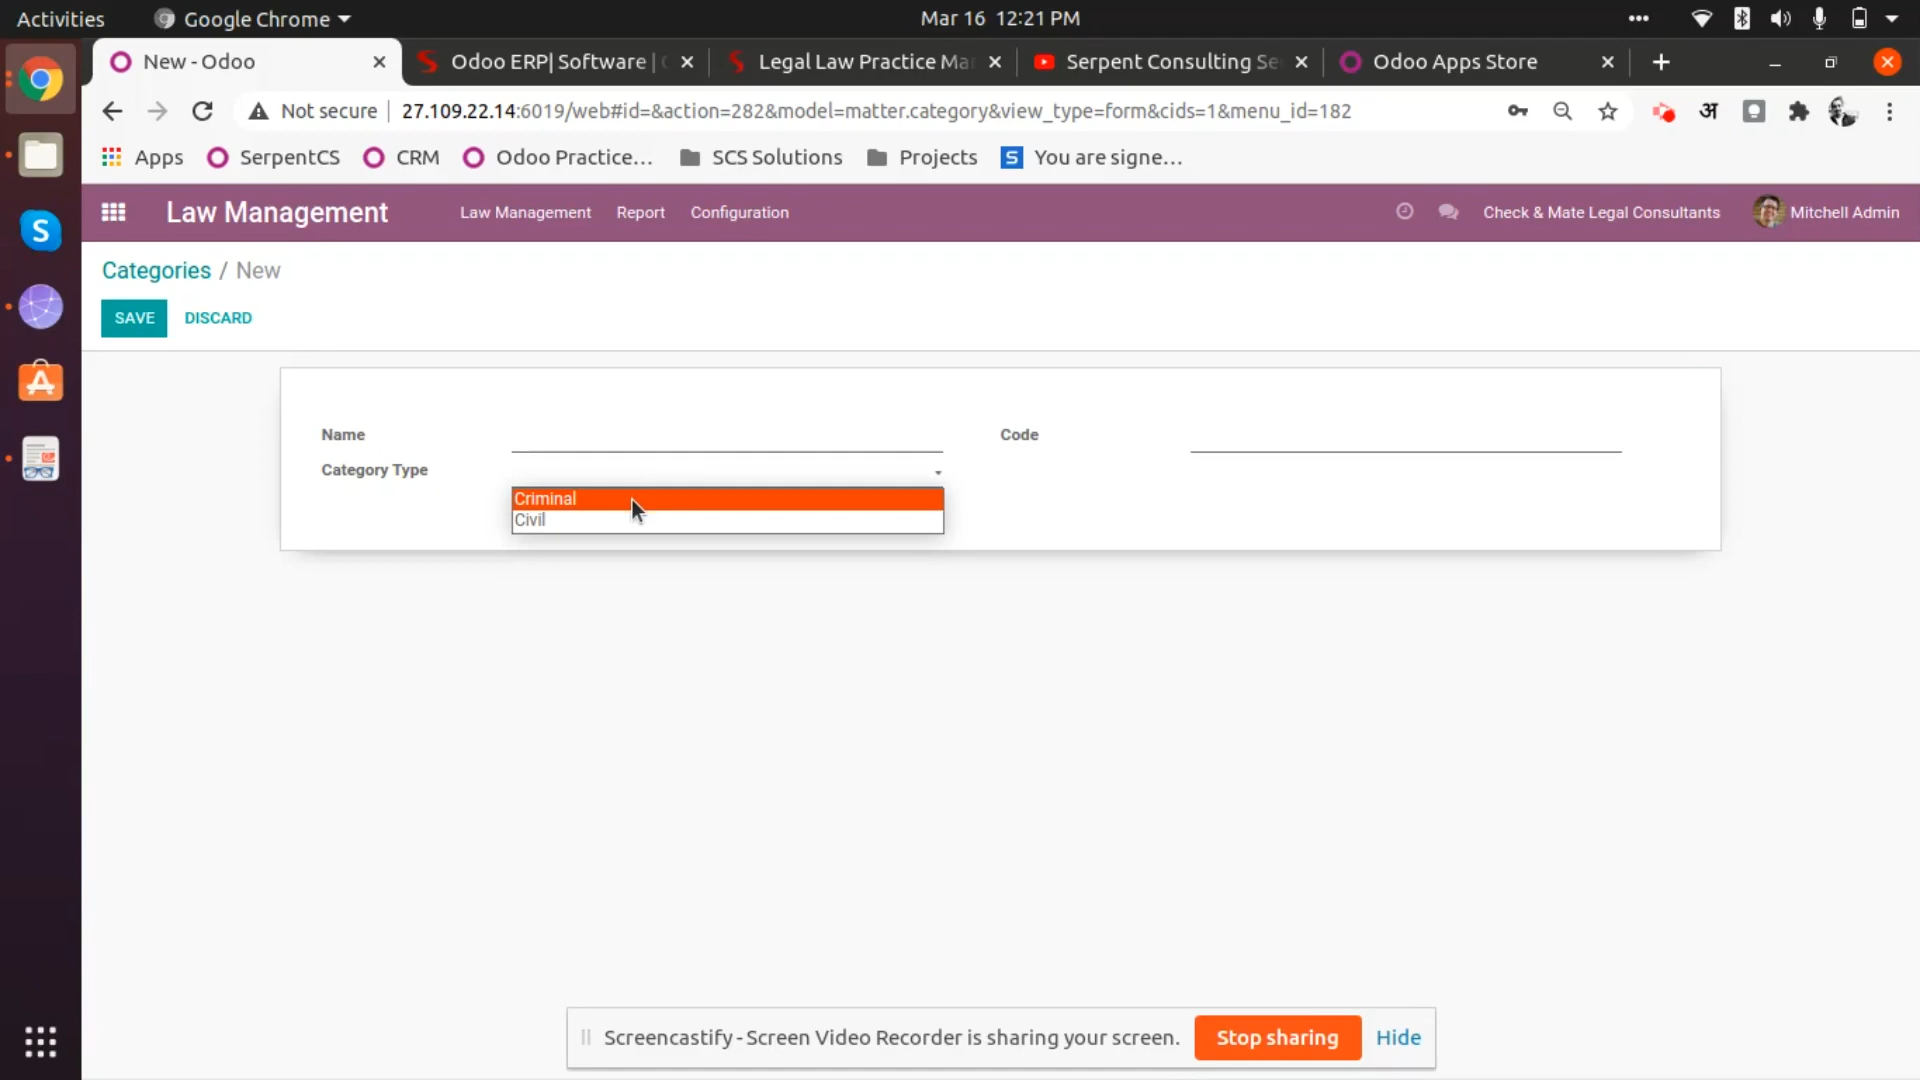 Activities Google Chrome Mar 16 12:21 PM
New - Odoo Odoo ERP| Software | Legal Law Practice Ma Serpent Consulting Se Odoo Apps Store
Not secure 27.109.22.14:6019/web#id=&action=282&model=matter.category&view_type=form&cids=1&menu_id=182 अ
Apps SerpentCS CRM Odoo Practice... SCS Solutions Projects S You are signe...
Law Management Law Management Report Configuration Check & Mate Legal Consultants Mitchell Admin
Categories / New
SAVE DISCARD
Name Code
Category Type
Criminal
Civil
Screencastify - Screen Video Recorder is sharing your screen. Stop sharing Hide